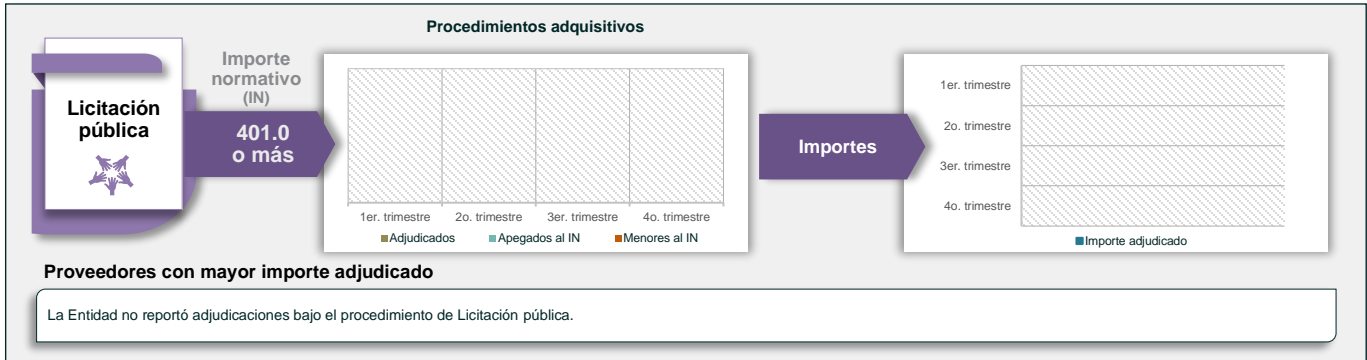 Procedimientos adquisitivos
Licitación
pública
Importe
normativo
(IN)
401.0
o más
1er. trimestre 2o. trimestre 3er. trimestre 4o. trimestre
Adjudicados Apegados al IN Menores al IN
Importes
1er. trimestre
2o. trimestre
3er. trimestre
4o. trimestre
Importe adjudicado
Proveedores con mayor importe adjudicado
La Entidad no reportó adjudicaciones bajo el procedimiento de Licitación pública.